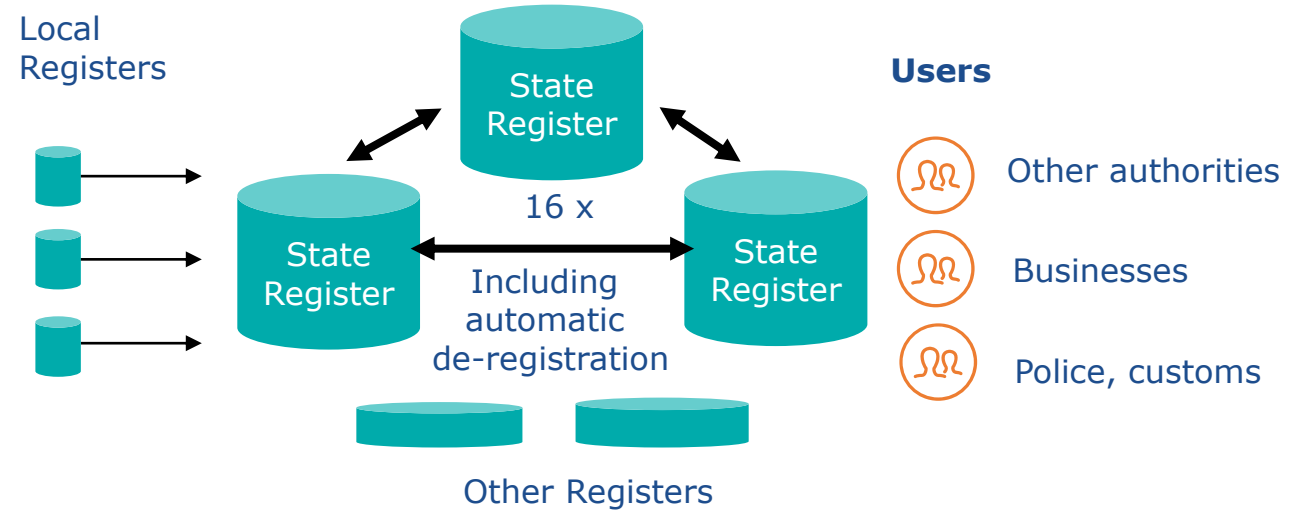 Local
Registers
State
Register
Users
16 x
State
Register
State
Register
Including
automatic
de-registration
Other authorities
Businesses
Police, customs
Other Registers